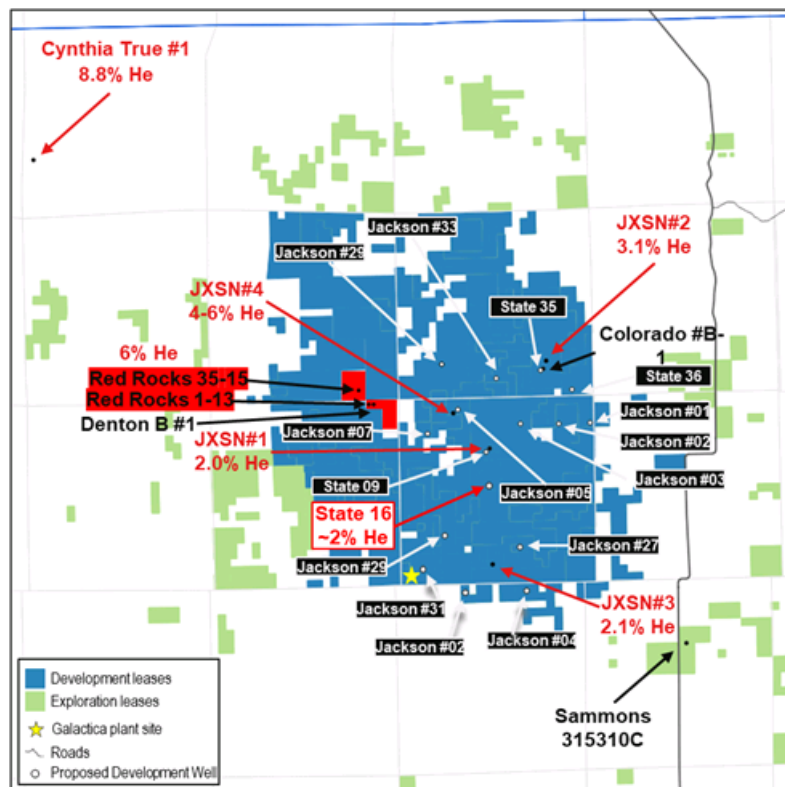 Cynthia True #1
8.8% He
Jackson #33
Jackson #29
JXSN#2
3.1% He
JXSN#4
4-6% He
State 35
Colorado #B-
1
6% He
Red Rocks 35-15
Red Rocks 1-13
Denton B #1
State 36
Jackson #01
Jackson #07
Jackson #02
JXSN#1
2.0% He
Jackson #03
State 09
Jackson #05
State 16
~2% He
Jackson #29
Jackson #27
Jackson #31
JXSN#3
2.1% He
Jackson #02
Jackson #04
Sammons
315310C
Development leases
Exploration leases
Galactica plant site
Roads
Proposed Development Well